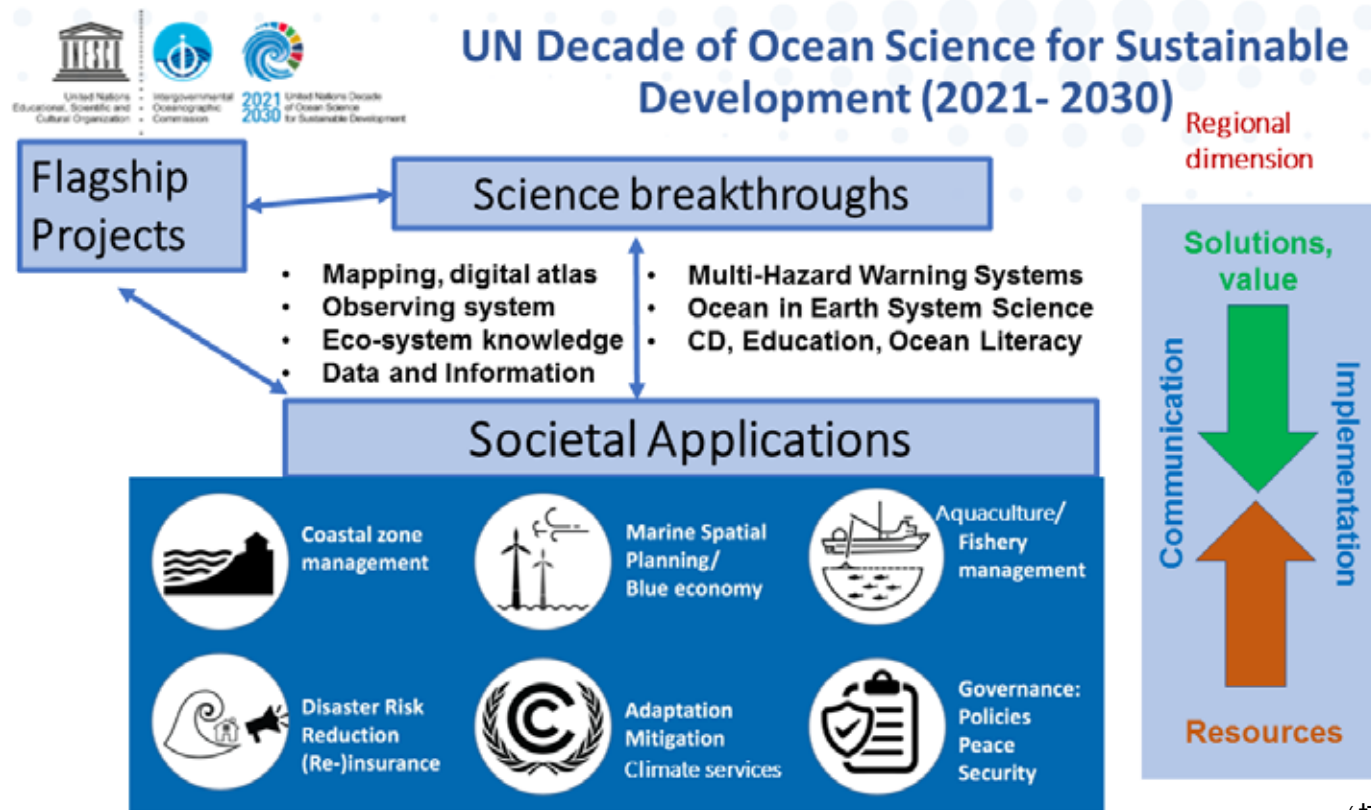 UNESCO
United Nations
Educational, Scientific and
Cultural Organization
Intergovernmental
Oceanographic
Commission
2021
2030
United Nations Decade
of Ocean Science
for Sustainable Development
UN Decade of Ocean Science for Sustainable
Development (2021- 2030)
Regional
dimension
Flagship
Projects
Science breakthroughs
• Mapping, digital atlas
• Observing system
• Eco-system knowledge
• Data and Information
• Multi-Hazard Warning Systems
• Ocean in Earth System Science
• CD, Education, Ocean Literacy
Societal Applications
Coastal zone
management
Marine Spatial
Planning/
Blue economy
Aquaculture/
Fishery
management
Disaster Risk
Reduction
(Re-)insurance
Adaptation
Mitigation
Climate services
Governance:
Policies
Peace
Security
Solutions,
value
Communication
Implementation
Resources